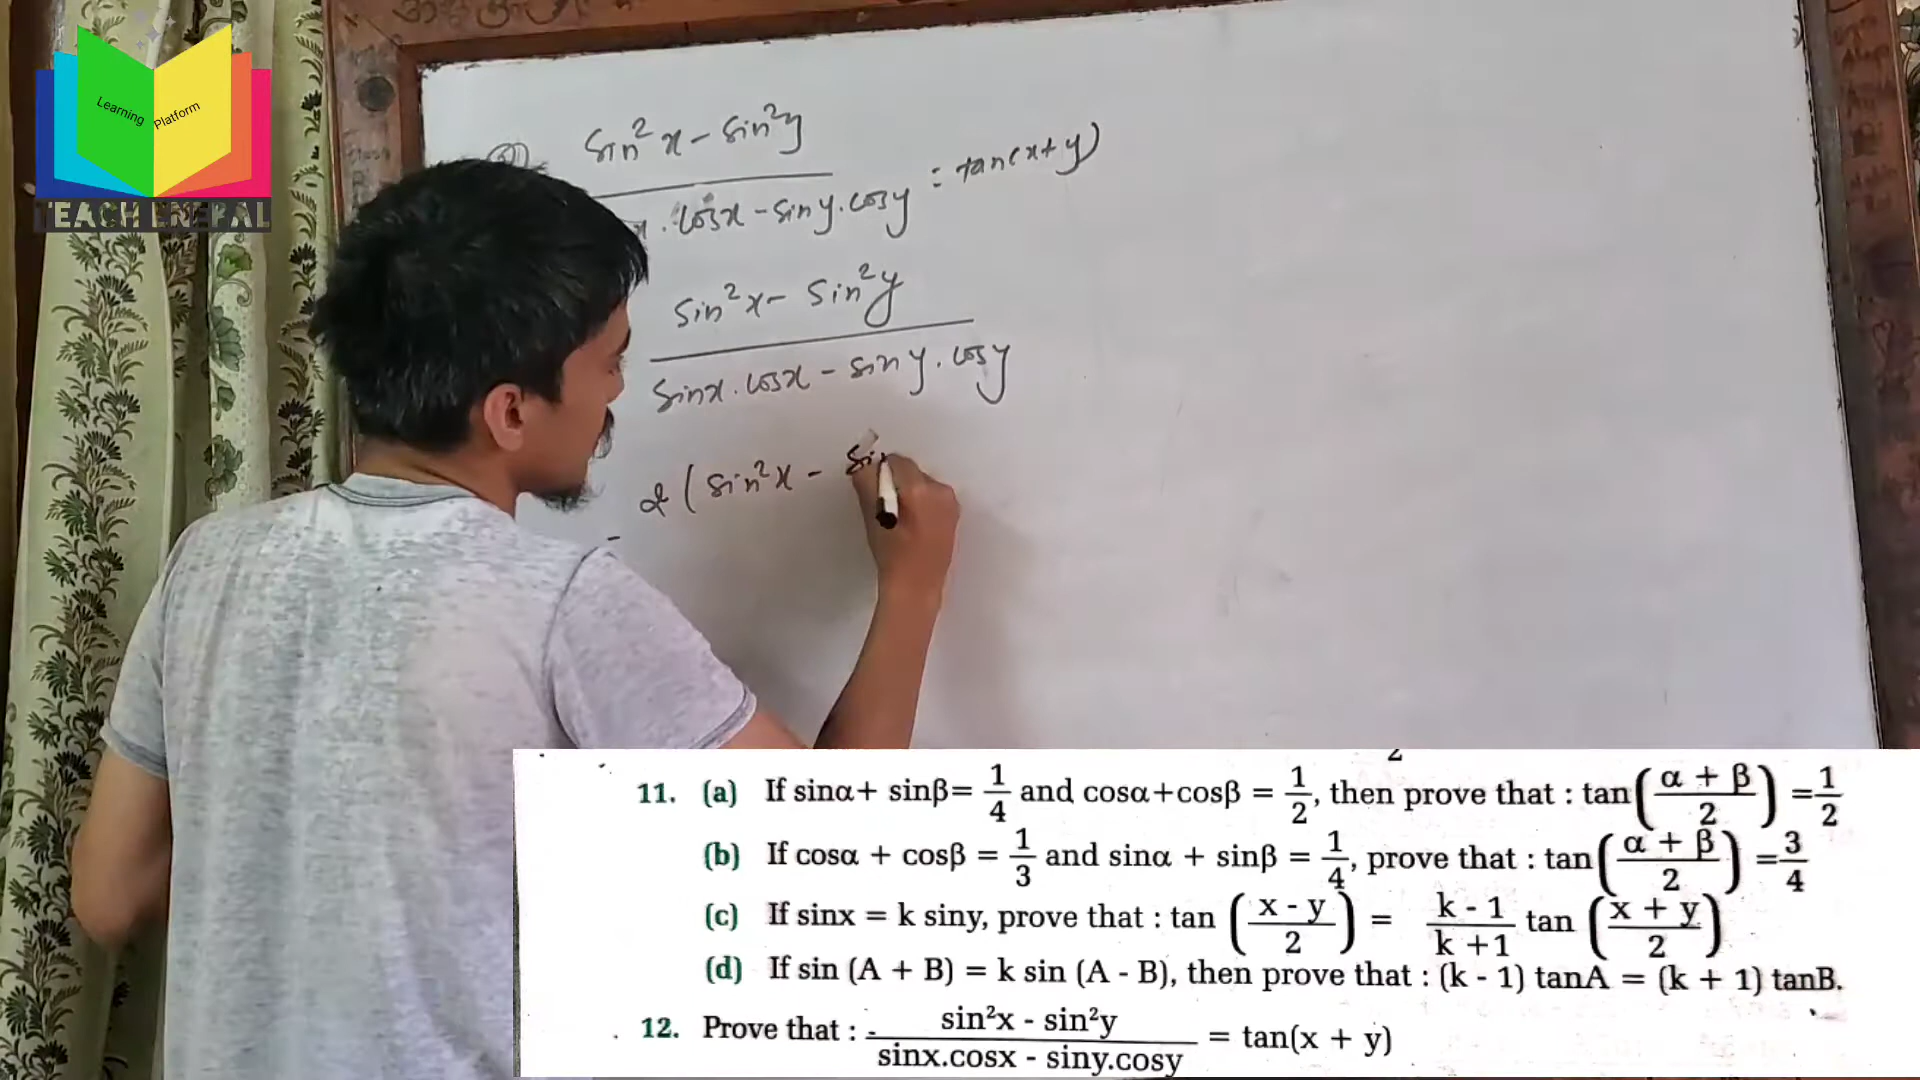 Learning Platform
TEACH ENEPAL
sin²x - sin²y
x . cosx - siny.cosy = tan(x+y)
sin²x - sin²y
sinx.cosx - siny.cosy
= 2(sin²x - sin
11. (a) If sinα+ sinβ= 1/4 and cosα+cosβ = 1/2, then prove that : tan((α + β)/2) =1/2
(b) If cosα + cosβ = 1/3 and sinα + sinβ = 1/4, prove that : tan((α + β)/2) =3/4
(c) If sinx = k siny, prove that : tan ((x - y)/2) = (k - 1)/(k +1) tan ((x + y)/2)
(d) If sin (A + B) = k sin (A - B), then prove that : (k - 1) tanA = (k + 1) tanB.
12. Prove that : (sin²x - sin²y)/(sinx.cosx - siny.cosy) = tan(x + y)